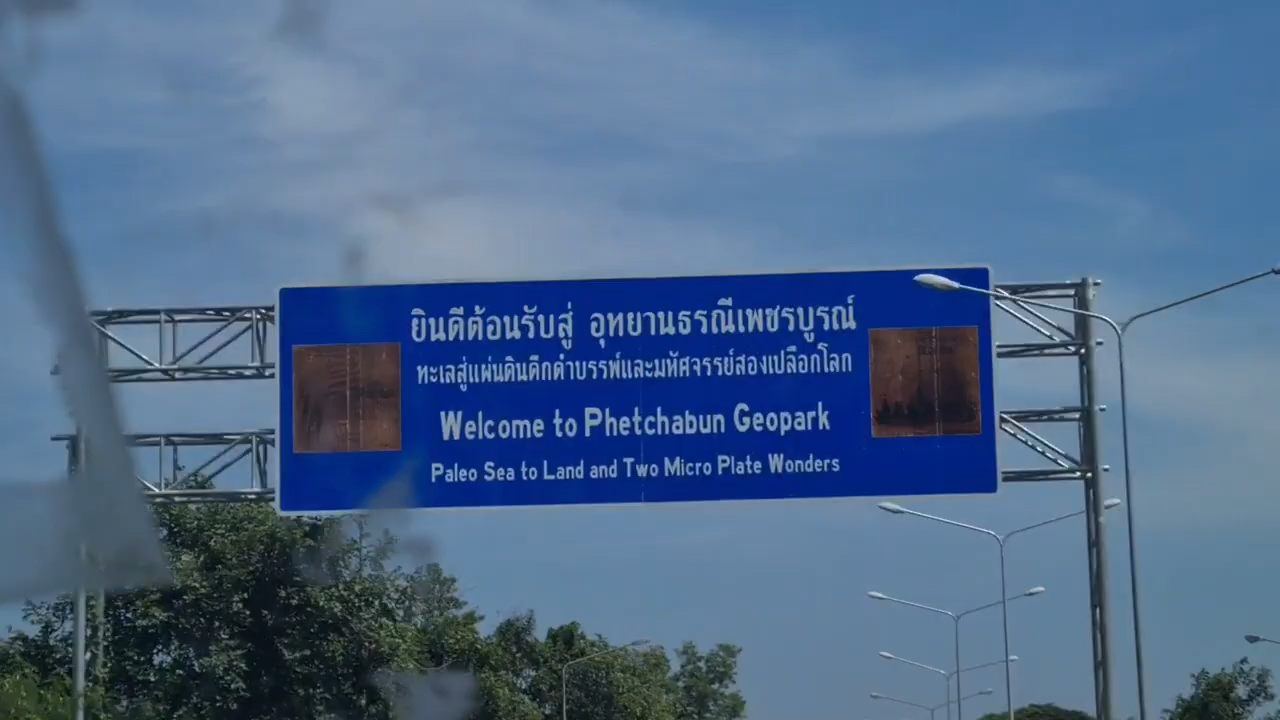 ยินดีต้อนรับสู่ อุทยานธรณีเพชรบูรณ์
ทะเลสู่แผ่นดินดึกดำบรรพ์และมหัศจรรย์สองเปลือกโลก
Welcome to Phetchabun Geopark
Paleo Sea to Land and Two Micro Plate Wonders